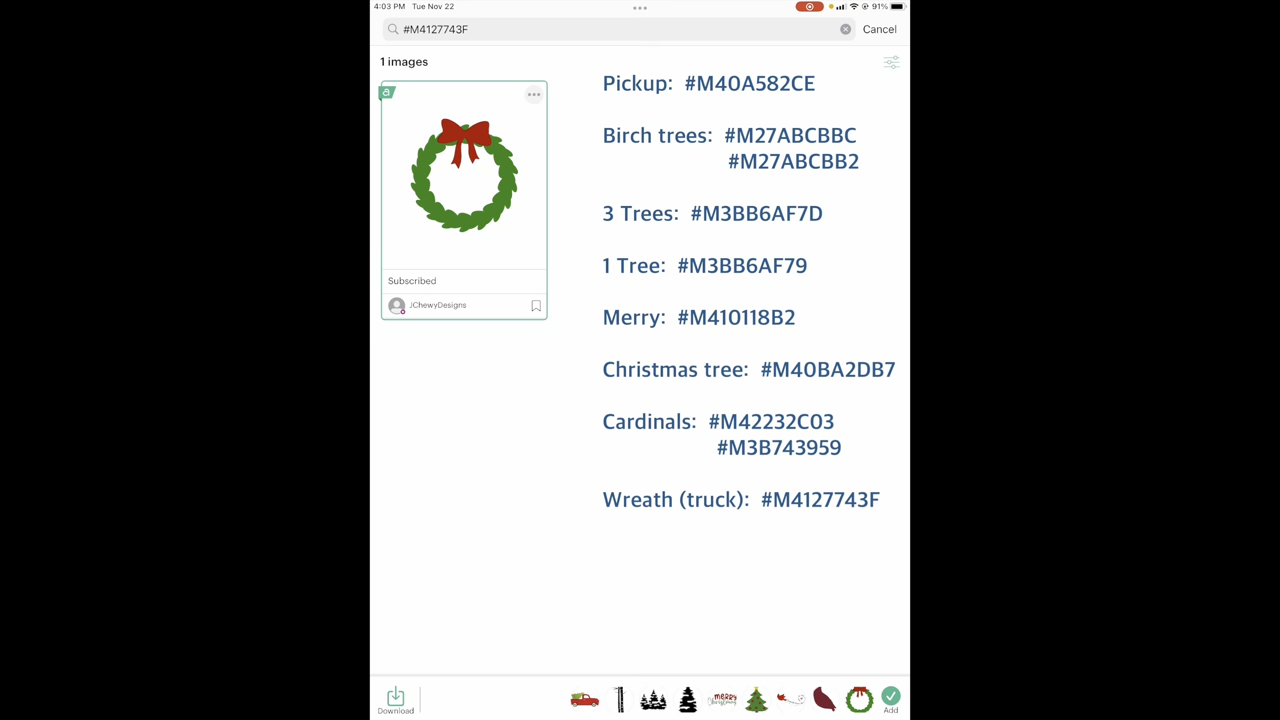 4:03 PM Tue Nov 22
91%
#M4127743F
Cancel
1 images
a
Subscribed
JChewyDesigns
Pickup: #M40A582CE
Birch trees: #M27ABCBBC
#M27ABCBB2
3 Trees: #M3BB6AF7D
1 Tree: #M3BB6AF79
Merry: #M410118B2
Christmas tree: #M40BA2DB7
Cardinals: #M42232C03
#M3B743959
Wreath (truck): #M4127743F
Download
MERRY
Christmas
Add